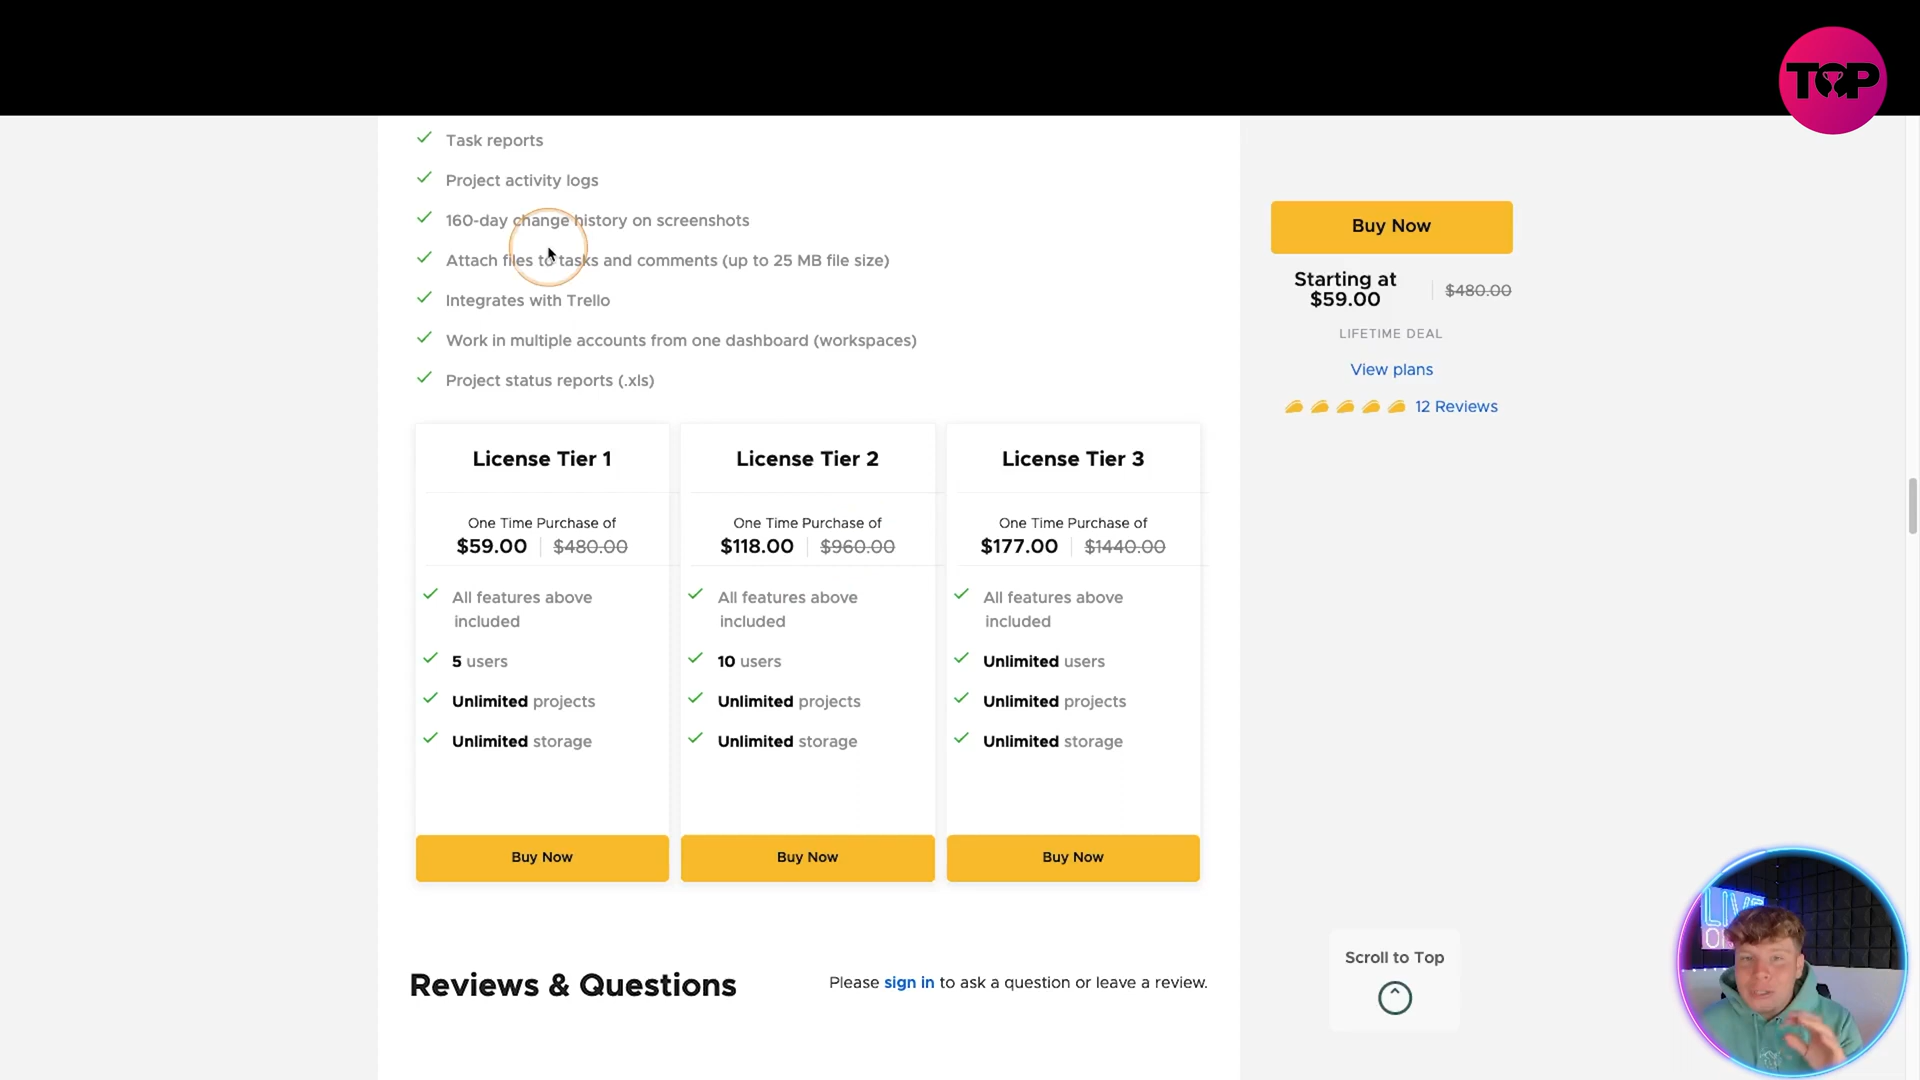 TOP
Task reports
Project activity logs
160-day change history on screenshots
Attach files to tasks and comments (up to 25 MB file size)
Integrates with Trello
Work in multiple accounts from one dashboard (workspaces)
Project status reports (.xls)
Buy Now
Starting at
$59.00
$480.00
LIFETIME DEAL
View plans
12 Reviews
License Tier 1
One Time Purchase of
$59.00 $480.00
All features above
included
5 users
Unlimited projects
Unlimited storage
Buy Now
License Tier 2
One Time Purchase of
$118.00 $960.00
All features above
included
10 users
Unlimited projects
Unlimited storage
Buy Now
License Tier 3
One Time Purchase of
$177.00 $1440.00
All features above
included
Unlimited users
Unlimited projects
Unlimited storage
Buy Now
Reviews & Questions
Please sign in to ask a question or leave a review.
Scroll to Top
LIVE